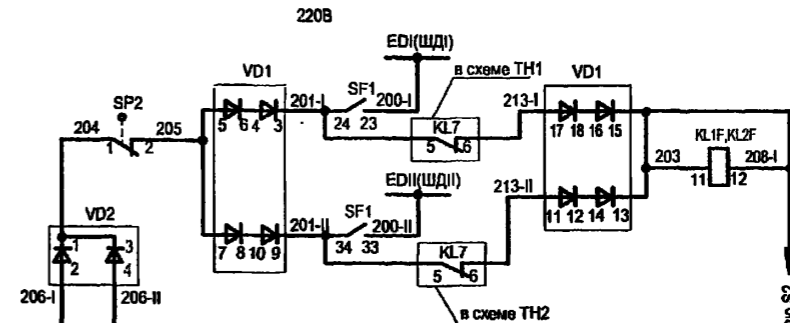 220В
EDI(ШДI)
в схеме ТН1
VD1
SF1
VD1
SP2
201-I
200-I
213-I
204
205
5 6 4 3
24 23
KL7
17 18 16 15
KL1F,KL2F
1 2
5 6
203
208-I
EDII(ШДII)
11 12
213-II
VD2
201-II
SF1
200-II
11 12 14 13
7 8 10 9
34 33
KL7
1 3
2 4
5 6
206-I
206-II
в схеме ТН2